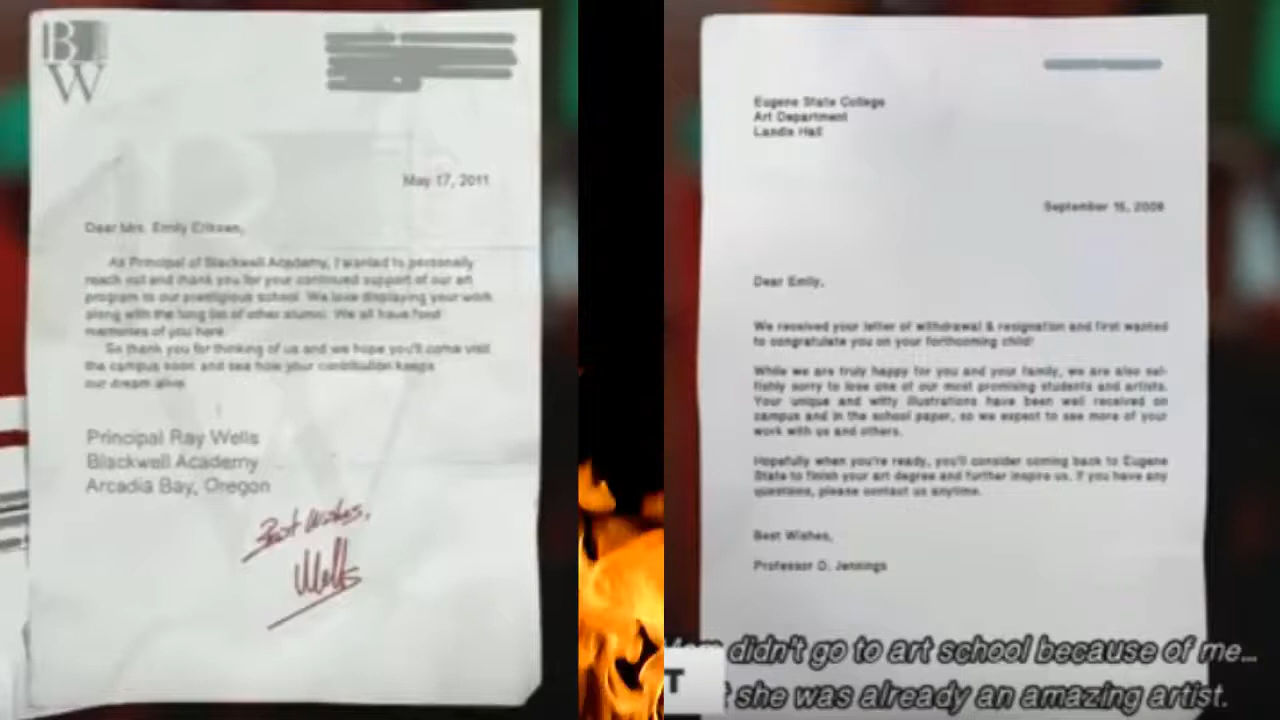 B
W
May 17, 2011
Dear Mrs. Emily Eriksen,
As Principal of Blackwell Academy, I wanted to personally
reach out and thank you for your continued support of our art
program to our prestigious school. We love displaying your work
along with the long list of other alumni. We all have fond
memories of you here.
So thank you for thinking of us and we hope you'll come visit
the campus soon and see how your contribution keeps
our dream alive.
Principal Ray Wells
Blackwell Academy
Arcadia Bay, Oregon
Best Wishes,
Wells
Eugene State College
Art Department
Landis Hall
September 15,
Dear Emily,
We received your letter of withdrawal & resignation and first wanted
to congratulate you on your forthcoming child!
While we are truly happy for you and your family, we are also sel-
fishly sorry to lose one of our most promising students and artists.
Your unique and witty illustrations have been well received on
campus and in the school paper, so we expect to see more of your
work with us and others.
Hopefully when you're ready, you'll consider coming back to Eugene
State to finish your art degree and further inspire us. If you have any
questions, please contact us anytime.
Best Wishes,
Professor D. Jennings
didn't go to art school because of me...
T she was already an amazing artist.